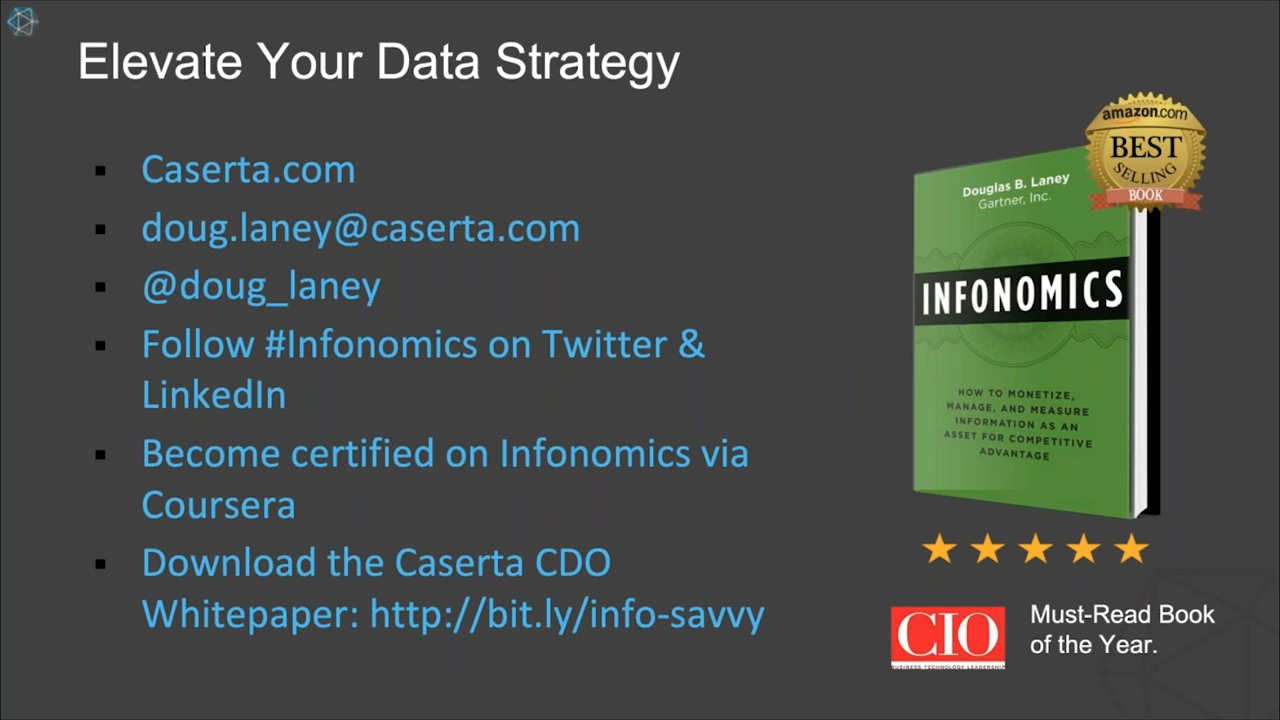 Elevate Your Data Strategy
Caserta.com
doug.laney@caserta.com
@doug_laney
Follow #Infonomics on Twitter &
LinkedIn
Become certified on Infonomics via
Coursera
Download the Caserta CDO
Whitepaper: http://bit.ly/info-savvy
amazon.com
BEST
SELLING
BOOK
Douglas B. Laney
Gartner, Inc.
INFONOMICS
HOW TO MONETIZE,
MANAGE, AND MEASURE
INFORMATION AS AN
ASSET FOR COMPETITIVE
ADVANTAGE
CIO
BUSINESS TECHNOLOGY LEADERSHIP
Must-Read Book
of the Year.